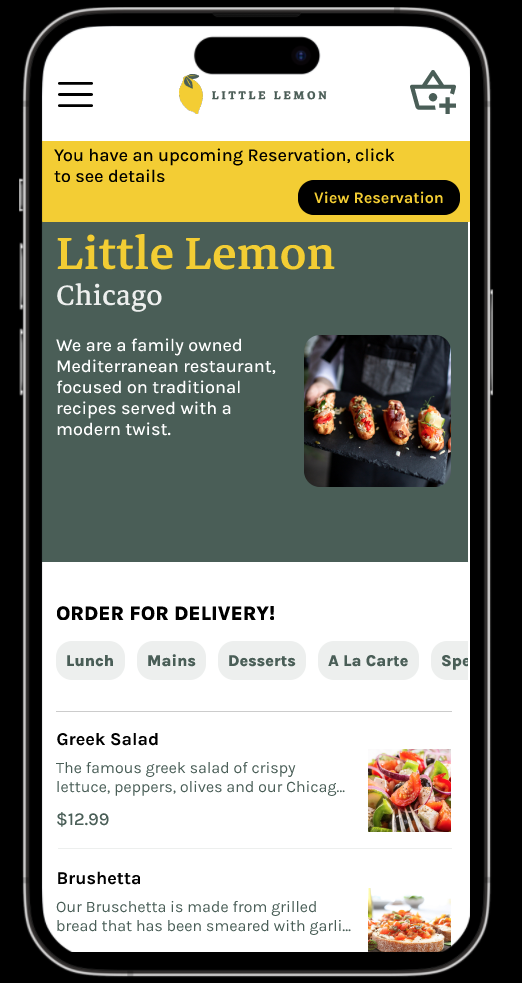 LITTLE LEMON
You have an upcoming Reservation, click
to see details
View Reservation
Little Lemon
Chicago
We are a family owned
Mediterranean restaurant,
focused on traditional
recipes served with a
modern twist.
ORDER FOR DELIVERY!
Lunch Mains Desserts A La Carte Spe
Greek Salad
The famous greek salad of crispy
lettuce, peppers, olives and our Chicag...
$12.99
Brushetta
Our Bruschetta is made from grilled
bread that has been smeared with garli...